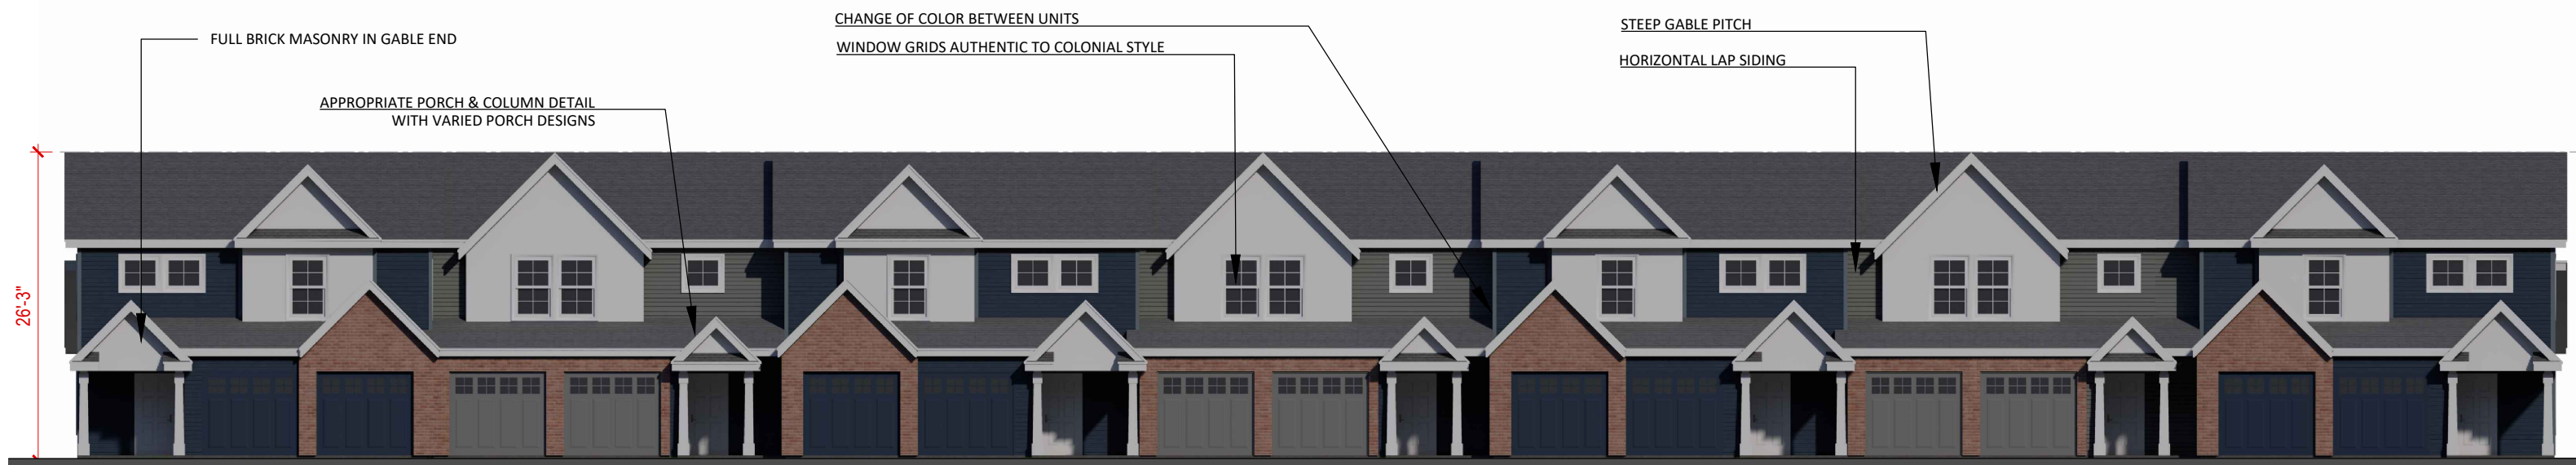 FULL BRICK MASONRY IN GABLE END
APPROPRIATE PORCH & COLUMN DETAIL
WITH VARIED PORCH DESIGNS
CHANGE OF COLOR BETWEEN UNITS
WINDOW GRIDS AUTHENTIC TO COLONIAL STYLE
STEEP GABLE PITCH
HORIZONTAL LAP SIDING
26'-3"